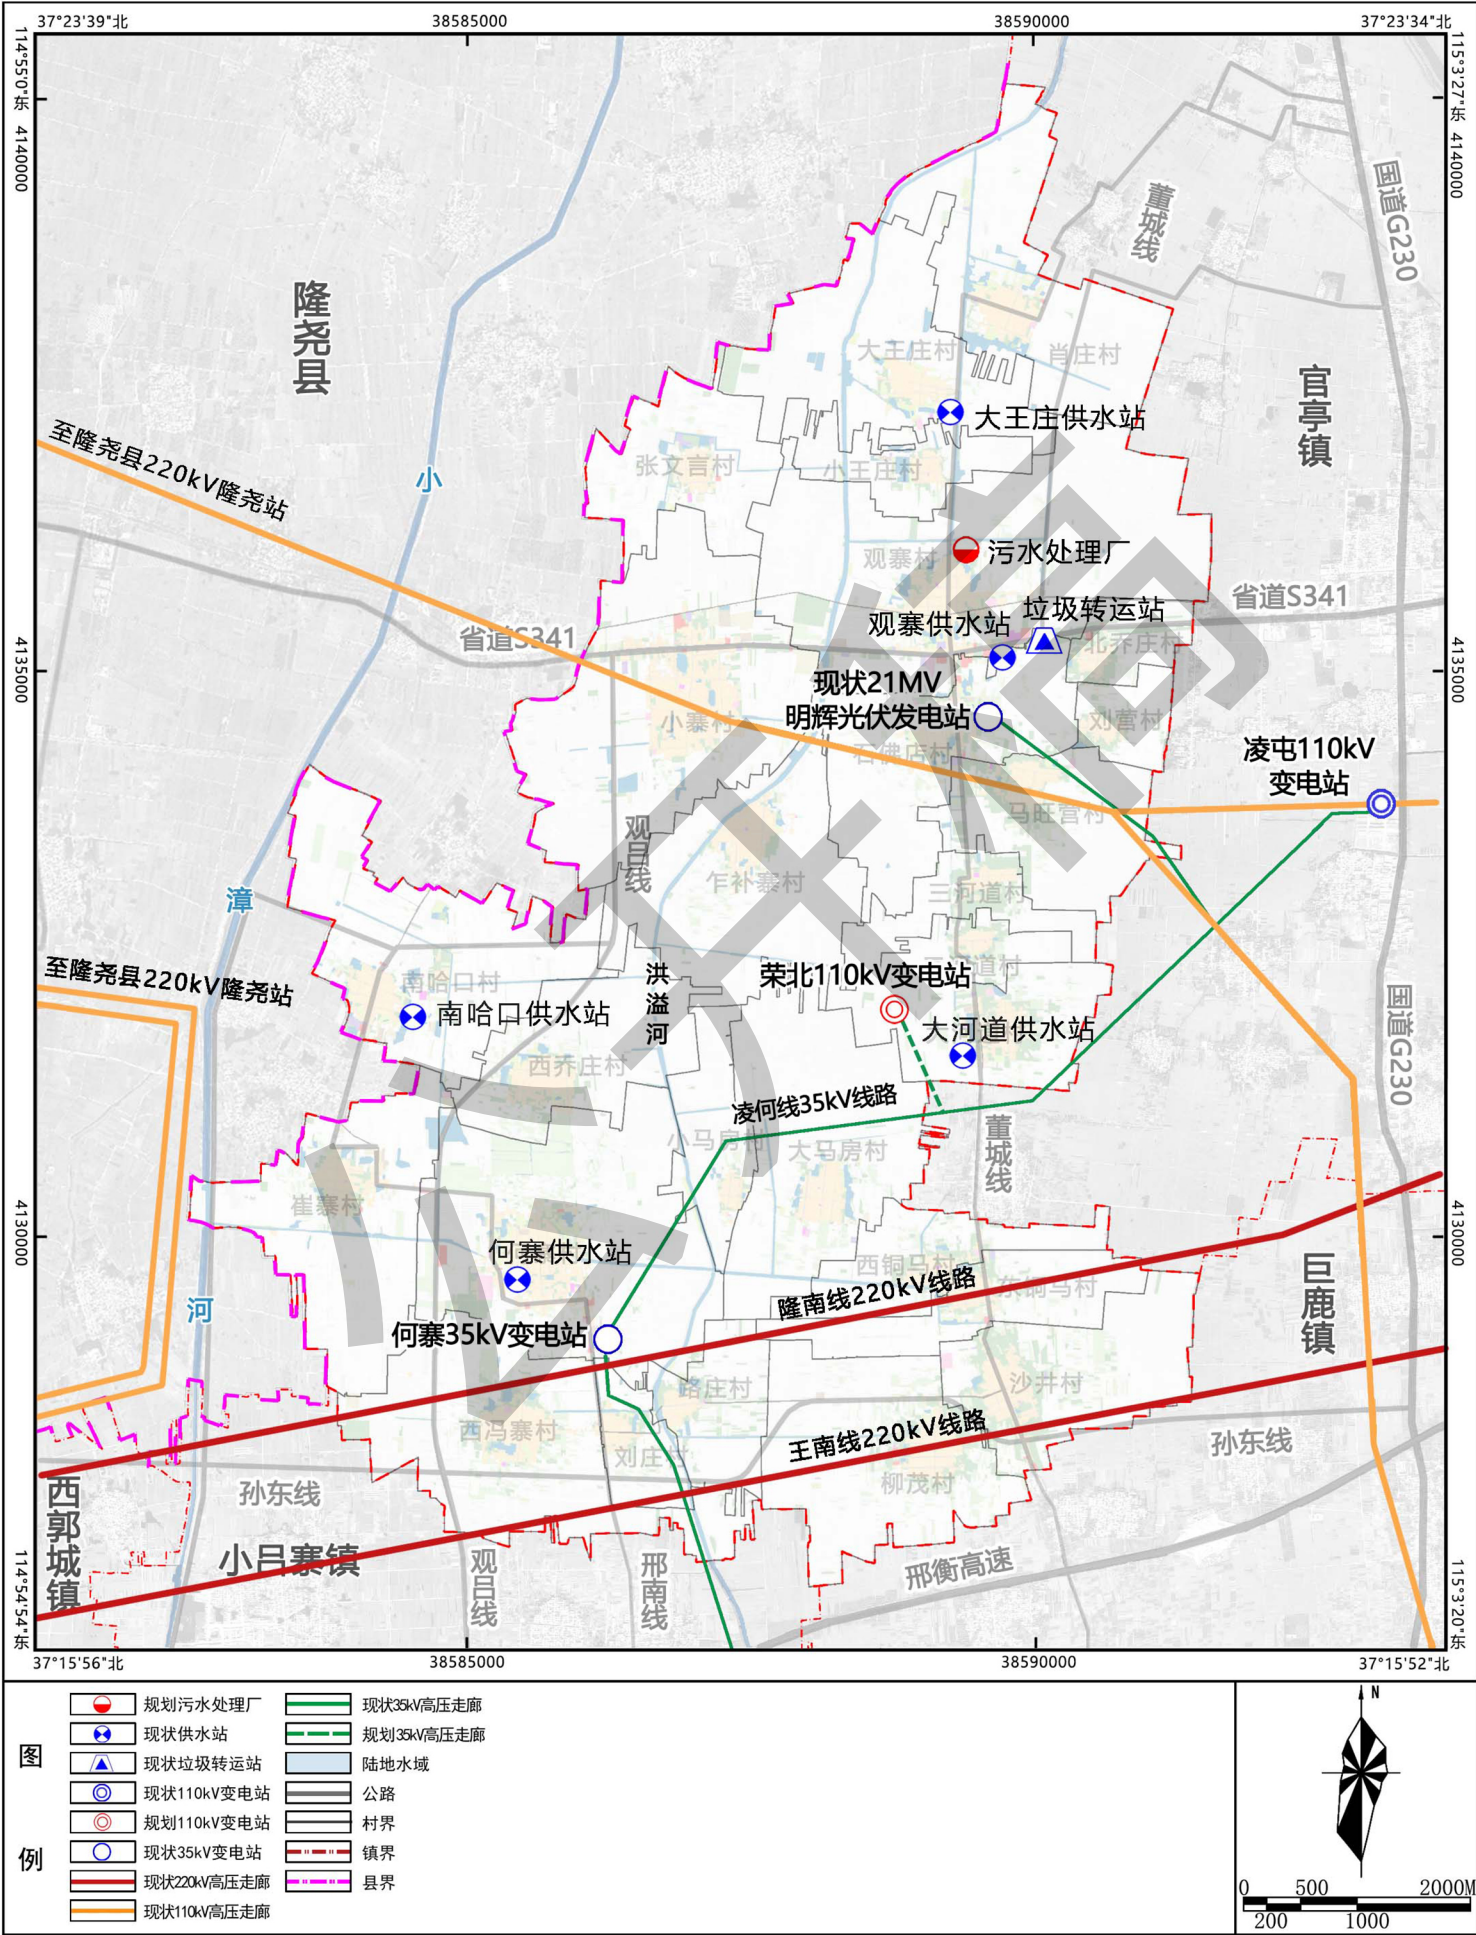 37°23'39"北
38585000
38590000
37°23'34"北
114°55'0"东
115°3'27"东
4140000
4140000
国道G230
董城线
隆尧县
官亭镇
大王庄村
肖庄村
大王庄供水站
至隆尧县220kV隆尧站
张文言村
小王庄村
小
观寨村
污水处理厂
省道S341
垃圾转运站
观寨供水站
省道S341
北乔庄村
4135000
4135000
现状21MV
明辉光伏发电站
小寨村
刘营村
石佛店村
凌屯110kV
变电站
马旺营村
观吕线
乍补寨村
三河道村
漳
至隆尧县220kV隆尧站
南哈口村
洪溢河
荣北110kV变电站
国道G230
南哈口供水站
大河道供水站
西乔庄村
凌何线35kV线路
小马房村
大马房村
董城线
崔寨村
何寨供水站
西铜马村
4130000
4130000
隆南线220kV线路
东铜马村
巨鹿镇
河
何寨35kV变电站
路庄村
沙井村
西冯寨村
刘庄
王南线220kV线路
孙东线
柳茂村
孙东线
西郭城镇
小吕寨镇
观吕线
邢南线
邢衡高速
公开稿
114°54'54"东
115°3'20"东
37°15'56"北
38585000
38590000
37°15'52"北
图例
规划污水处理厂
现状供水站
现状垃圾转运站
现状110kV变电站
规划110kV变电站
现状35kV变电站
现状220kV高压走廊
现状110kV高压走廊
现状35kV高压走廊
规划35kV高压走廊
陆地水域
公路
村界
镇界
县界
N
0 500 2000M
200 1000